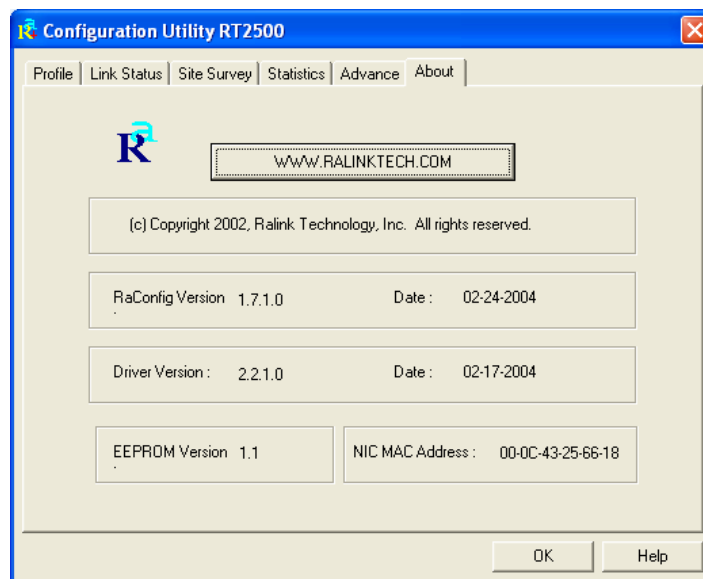 Ra Configuration Utility RT2500
Profile Link Status Site Survey Statistics Advance About
Ra
WWW.RALINKTECH.COM
(c) Copyright 2002, Ralink Technology, Inc. All rights reserved.
RaConfig Version : 1.7.1.0 Date : 02-24-2004
Driver Version : 2.2.1.0 Date : 02-17-2004
EEPROM Version : 1.1 NIC MAC Address : 00-0C-43-25-66-18
OK Help